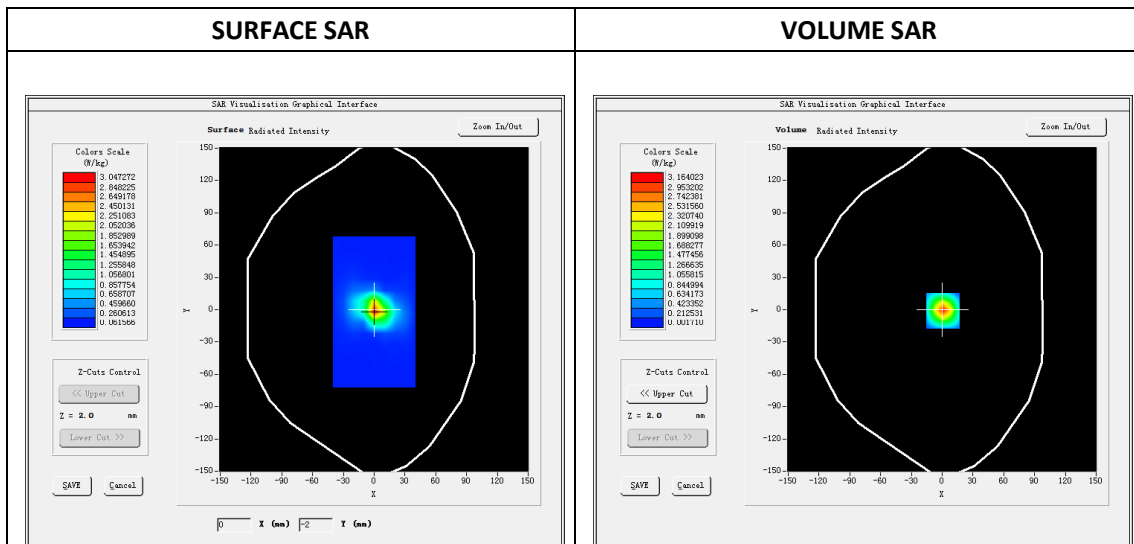 SURFACE SAR
VOLUME SAR
SAR Visualisation Graphical Interface
Surface Radiated Intensity
Zoom In/Out
Colors Scale
(W/kg)
3.047272
2.848225
2.649178
2.450131
2.251083
2.052036
1.852989
1.653942
1.454895
1.255848
1.056801
0.857754
0.658707
0.459660
0.260613
0.061566
Z-Cuts Control
<< Upper Cut
Z = 2.0 mm
Lower Cut >>
SAVE Cancel
150
120
90
60
30
0
-30
-60
-90
-120
-150
Y
-150 -120 -90 -60 -30 0 30 60 90 120 150
X
0 X (mm) -2 Y (mm)
SAR Visualisation Graphical Interface
Volume Radiated Intensity
Zoom In/Out
Colors Scale
(W/kg)
3.164023
2.953202
2.742381
2.531560
2.320740
2.109919
1.899098
1.688277
1.477456
1.266635
1.055815
0.844994
0.634173
0.423352
0.212531
0.001710
Z-Cuts Control
<< Upper Cut
Z = 2.0 mm
Lower Cut >>
SAVE Cancel
150
120
90
60
30
0
-30
-60
-90
-120
-150
Y
-150 -120 -90 -60 -30 0 30 60 90 120 150
X